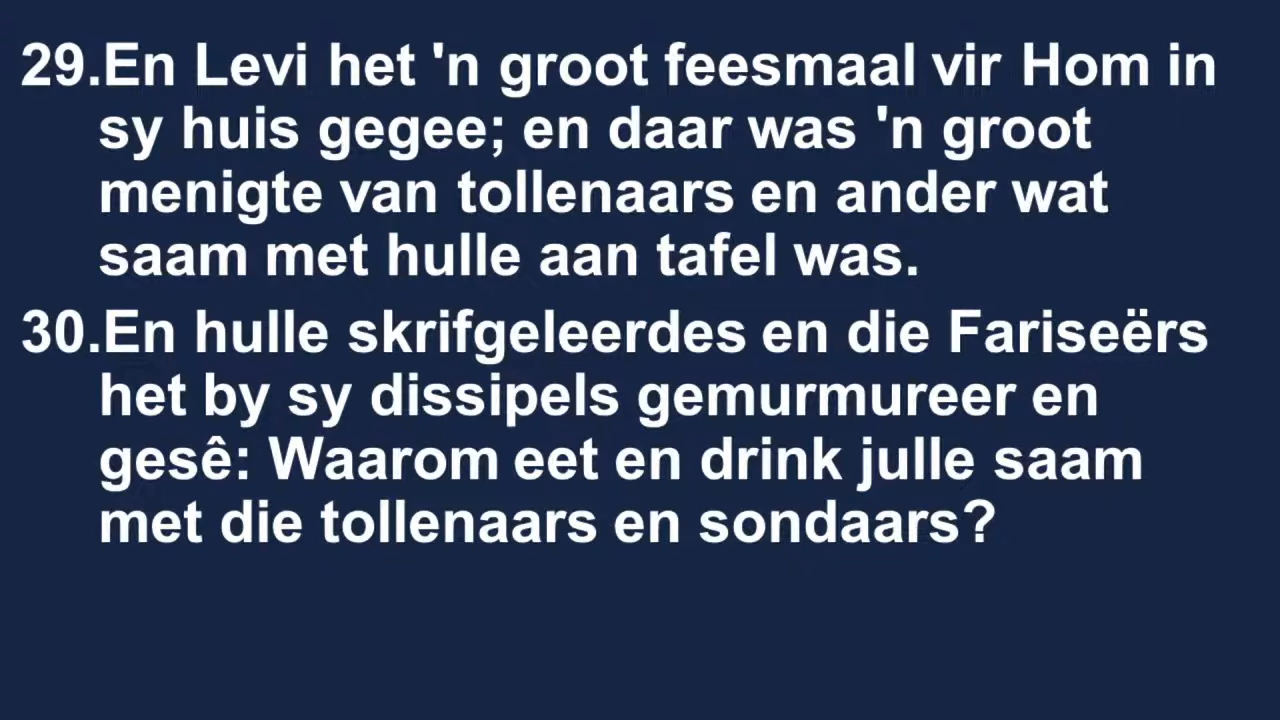 29.En Levi het 'n groot feesmaal vir Hom in
sy huis gegee; en daar was 'n groot
menigte van tollenaars en ander wat
saam met hulle aan tafel was.
30.En hulle skrifgeleerdes en die Fariseërs
het by sy dissipels gemurmureer en
gesê: Waarom eet en drink julle saam
met die tollenaars en sondaars?